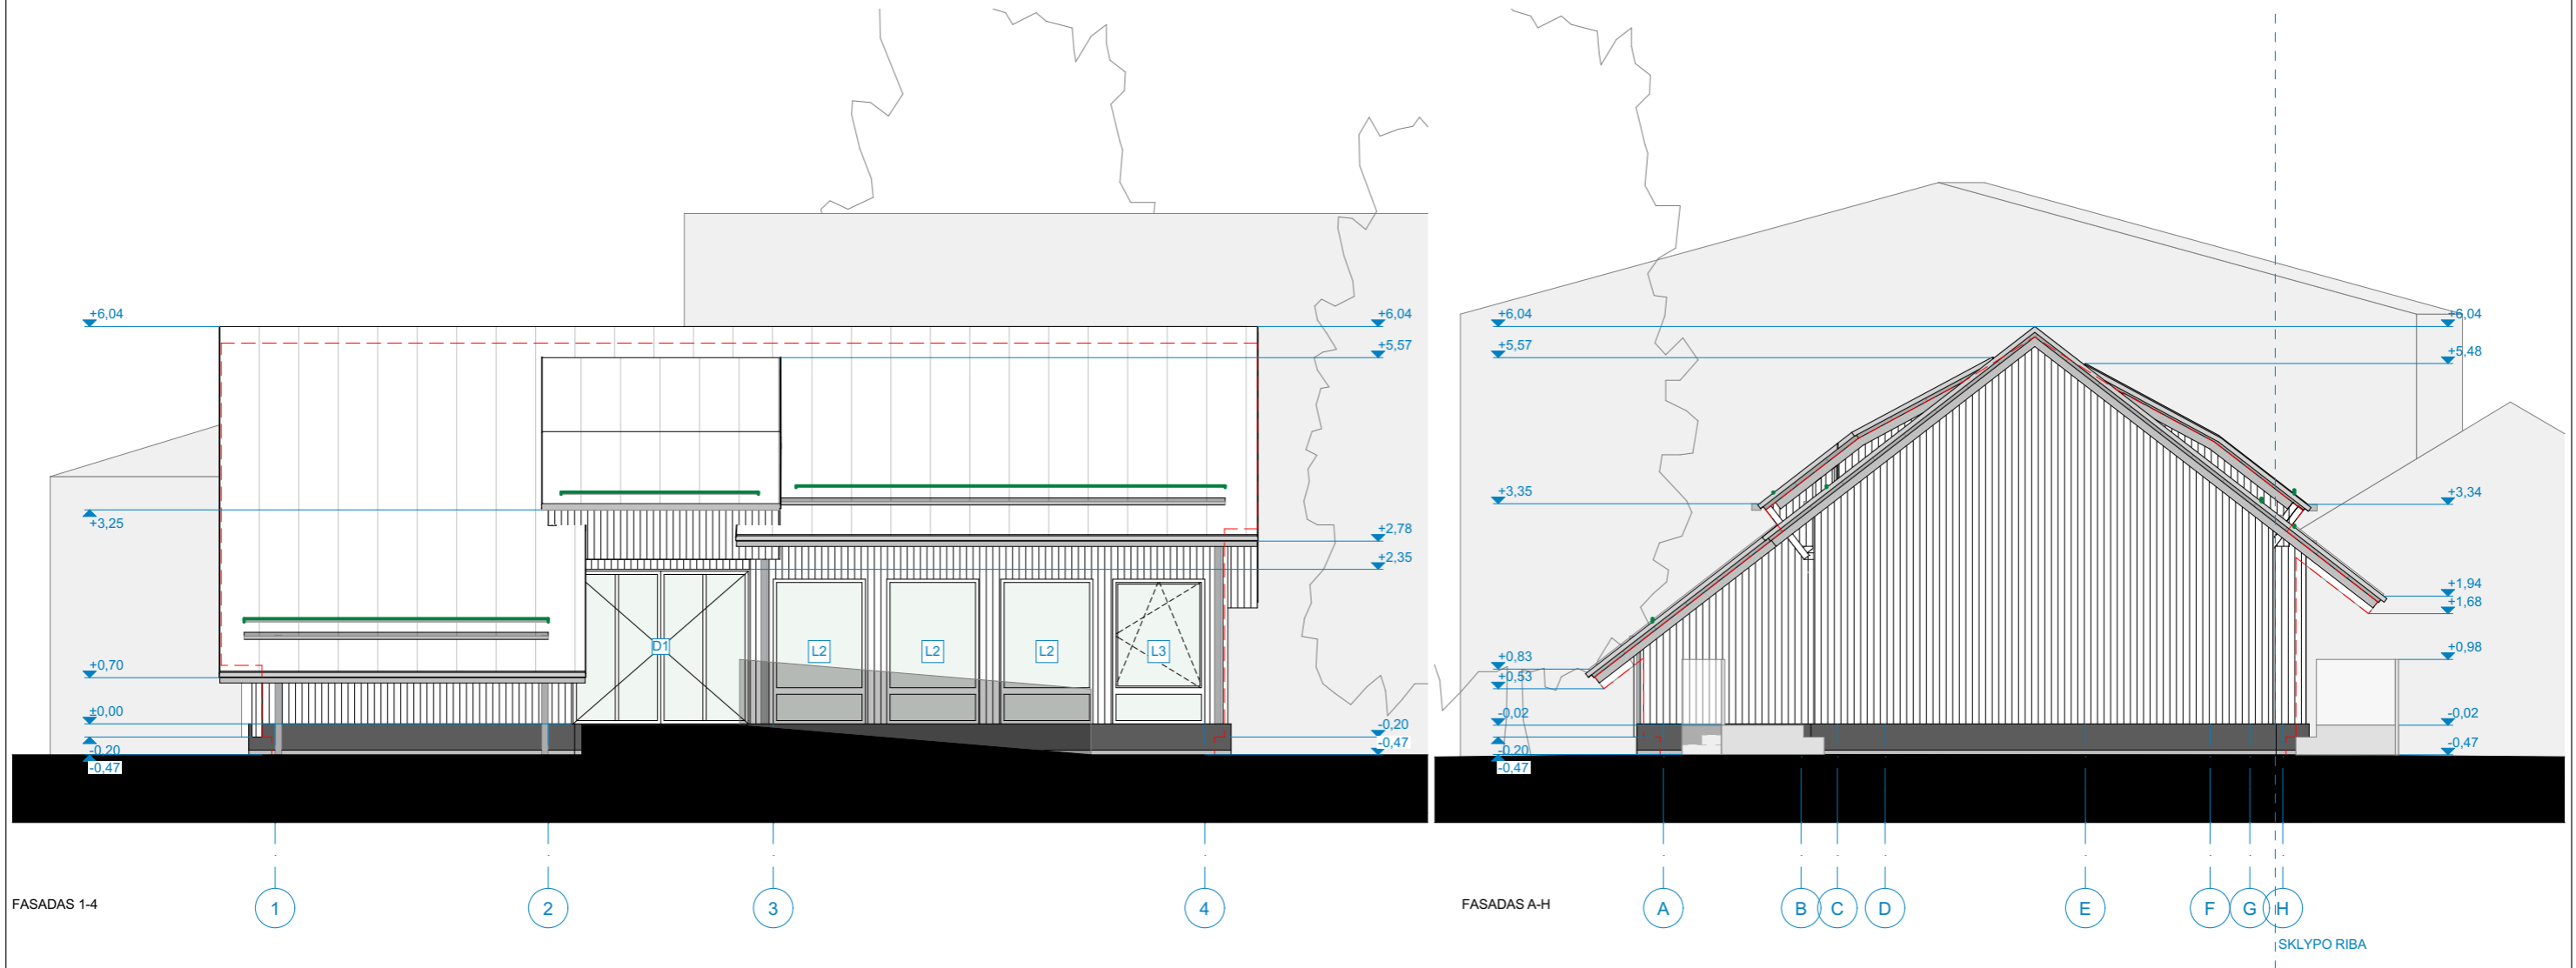 +6,04
+6,04
+5,57
+3,25
+2,78
+2,35
D1
L2
L2
L2
L3
+0,70
±0,00
-0,20
-0,47
-0,20
-0,47
1
2
3
4
FASADAS 1-4
+6,04
+5,57
+6,04
+5,48
+3,35
+3,34
+1,94
+1,68
+0,83
+0,53
+0,98
-0,02
-0,20
-0,47
-0,02
-0,47
A
B
C
D
E
F
G
H
FASADAS A-H
SKLYPO RIBA